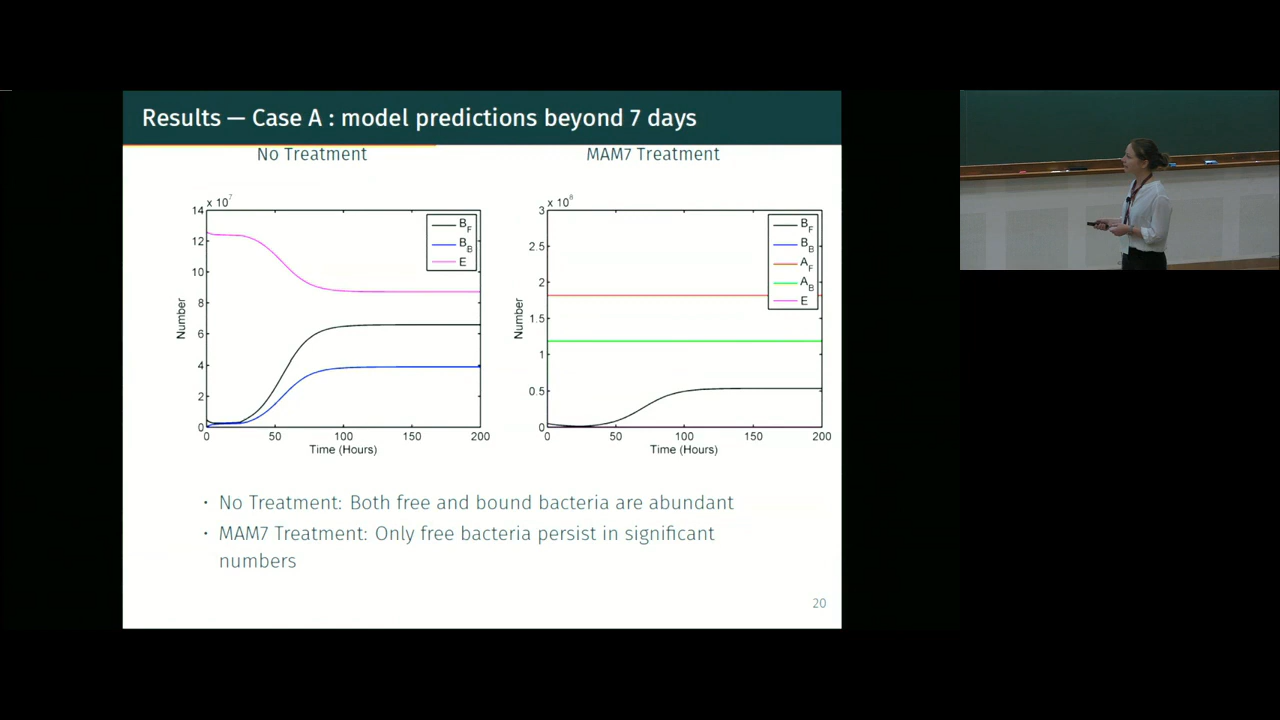 Results — Case A : model predictions beyond 7 days
No Treatment
MAM7 Treatment
x 10^7
14
12
10
8
6
4
2
0
0 50 100 150 200
Number
Time (Hours)
B_F
B_B
E
x 10^8
3
2.5
2
1.5
1
0.5
0
0 50 100 150 200
Number
Time (Hours)
B_F
B_B
A_F
A_B
E
• No Treatment: Both free and bound bacteria are abundant
• MAM7 Treatment: Only free bacteria persist in significant
numbers
20